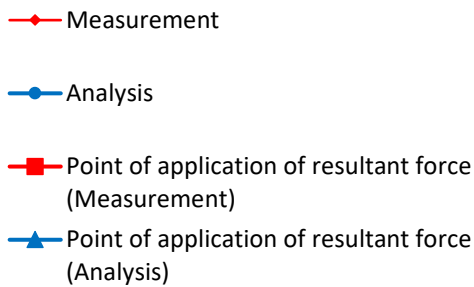 Measurement
Analysis
Point of application of resultant force
(Measurement)
Point of application of resultant force
(Analysis)